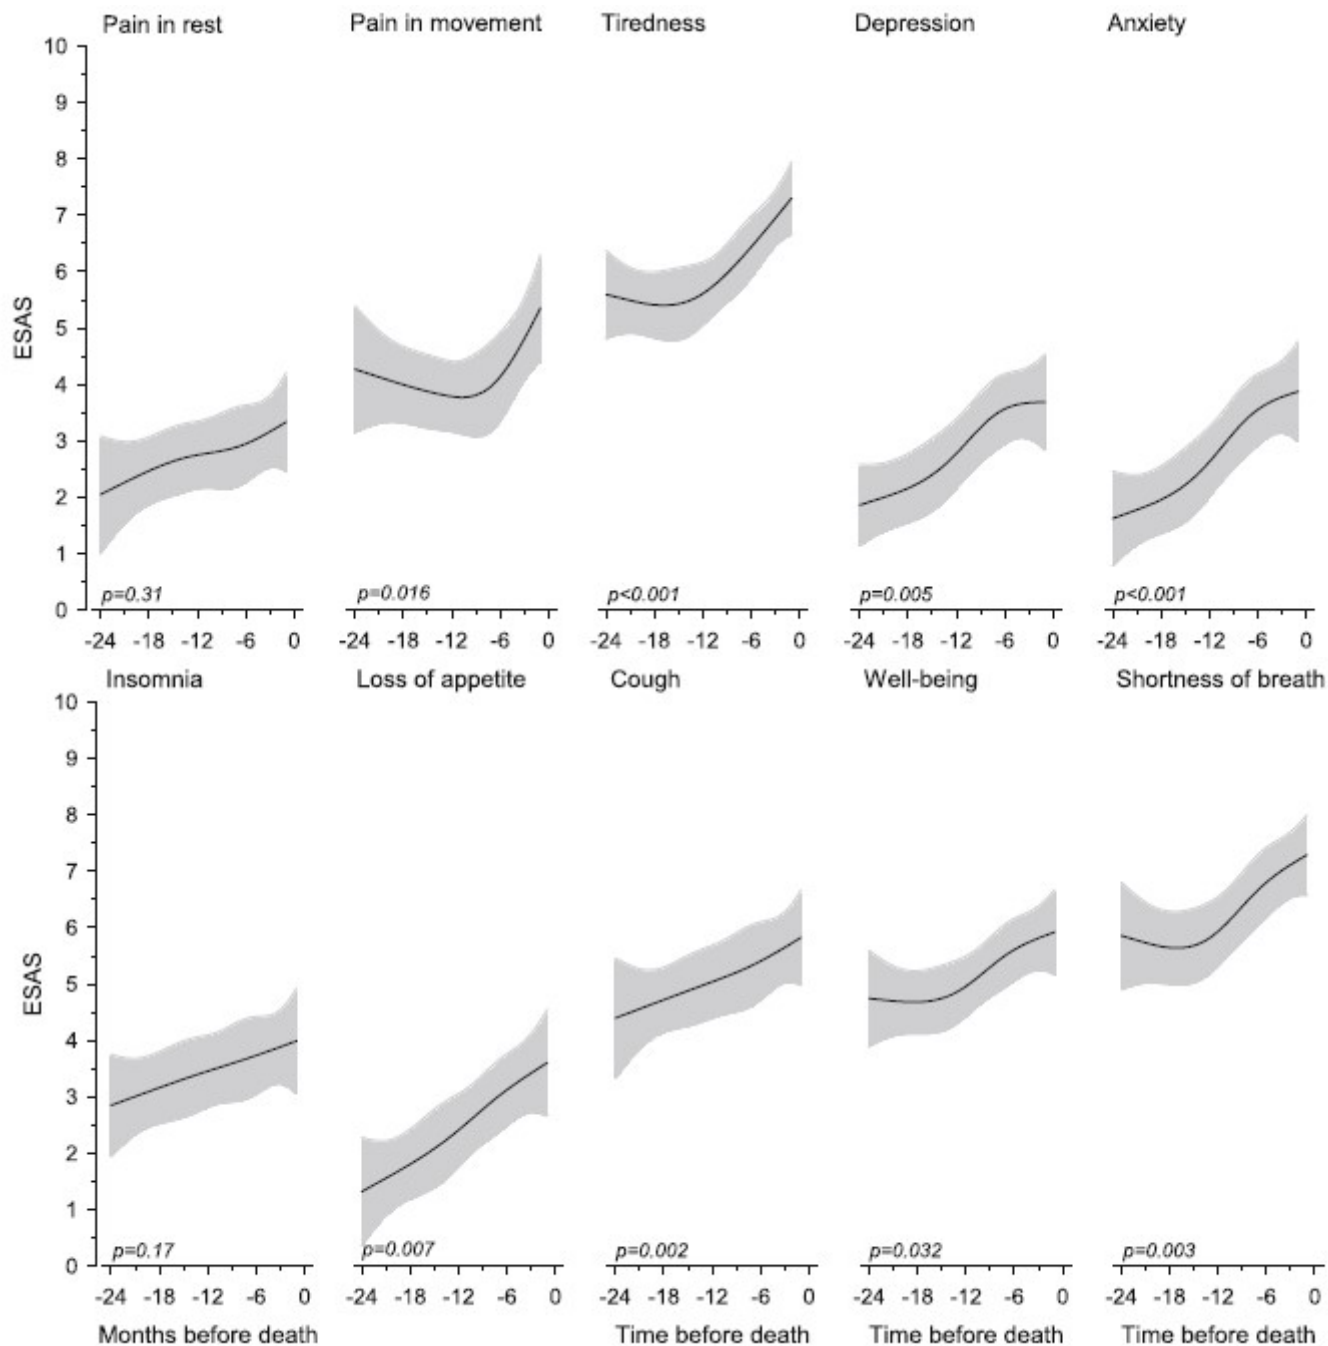 Pain in rest Pain in movement Tiredness Depression Anxiety
10
9
8
7
6
5
4
3
2
1
0
ESAS
p=0.31 p=0.016 p<0.001 p=0.005 p<0.001
-24 -18 -12 -6 0 -24 -18 -12 -6 0 -24 -18 -12 -6 0 -24 -18 -12 -6 0 -24 -18 -12 -6 0
Insomnia Loss of appetite Cough Well-being Shortness of breath
10
9
8
7
6
5
4
3
2
1
0
ESAS
p=0.17 p=0.007 p=0.002 p=0.032 p=0.003
-24 -18 -12 -6 0 -24 -18 -12 -6 0 -24 -18 -12 -6 0 -24 -18 -12 -6 0 -24 -18 -12 -6 0
Months before death Time before death Time before death Time before death